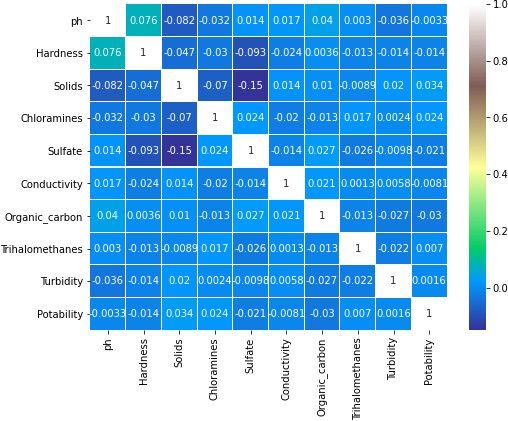 ph 1 0.076 -0.082 -0.032 0.014 0.017 0.04 0.003 -0.036 -0.0033
Hardness 0.076 1 -0.047 -0.03 -0.093 -0.024 0.0036 -0.013 -0.014 -0.014
Solids -0.082 -0.047 1 -0.07 -0.15 0.014 0.01 -0.0089 0.02 0.034
Chloramines -0.032 -0.03 -0.07 1 0.024 -0.02 -0.013 0.017 0.0024 0.024
Sulfate 0.014 -0.093 -0.15 0.024 1 -0.014 0.027 -0.026 -0.0098 -0.021
Conductivity 0.017 -0.024 0.014 -0.02 -0.014 1 0.021 0.0013 0.0058 -0.0081
Organic_carbon 0.04 0.0036 0.01 -0.013 0.027 0.021 1 -0.013 -0.027 -0.03
Trihalomethanes 0.003 -0.013 -0.0089 0.017 -0.026 0.0013 -0.013 1 -0.022 0.007
Turbidity -0.036 -0.014 0.02 0.0024 -0.0098 0.0058 -0.027 -0.022 1 0.0016
Potability -0.0033 -0.014 0.034 0.024 -0.021 -0.0081 -0.03 0.007 0.0016 1
ph Hardness Solids Chloramines Sulfate Conductivity Organic_carbon Trihalomethanes Turbidity Potability
1.0
0.8
0.6
0.4
0.2
0.0